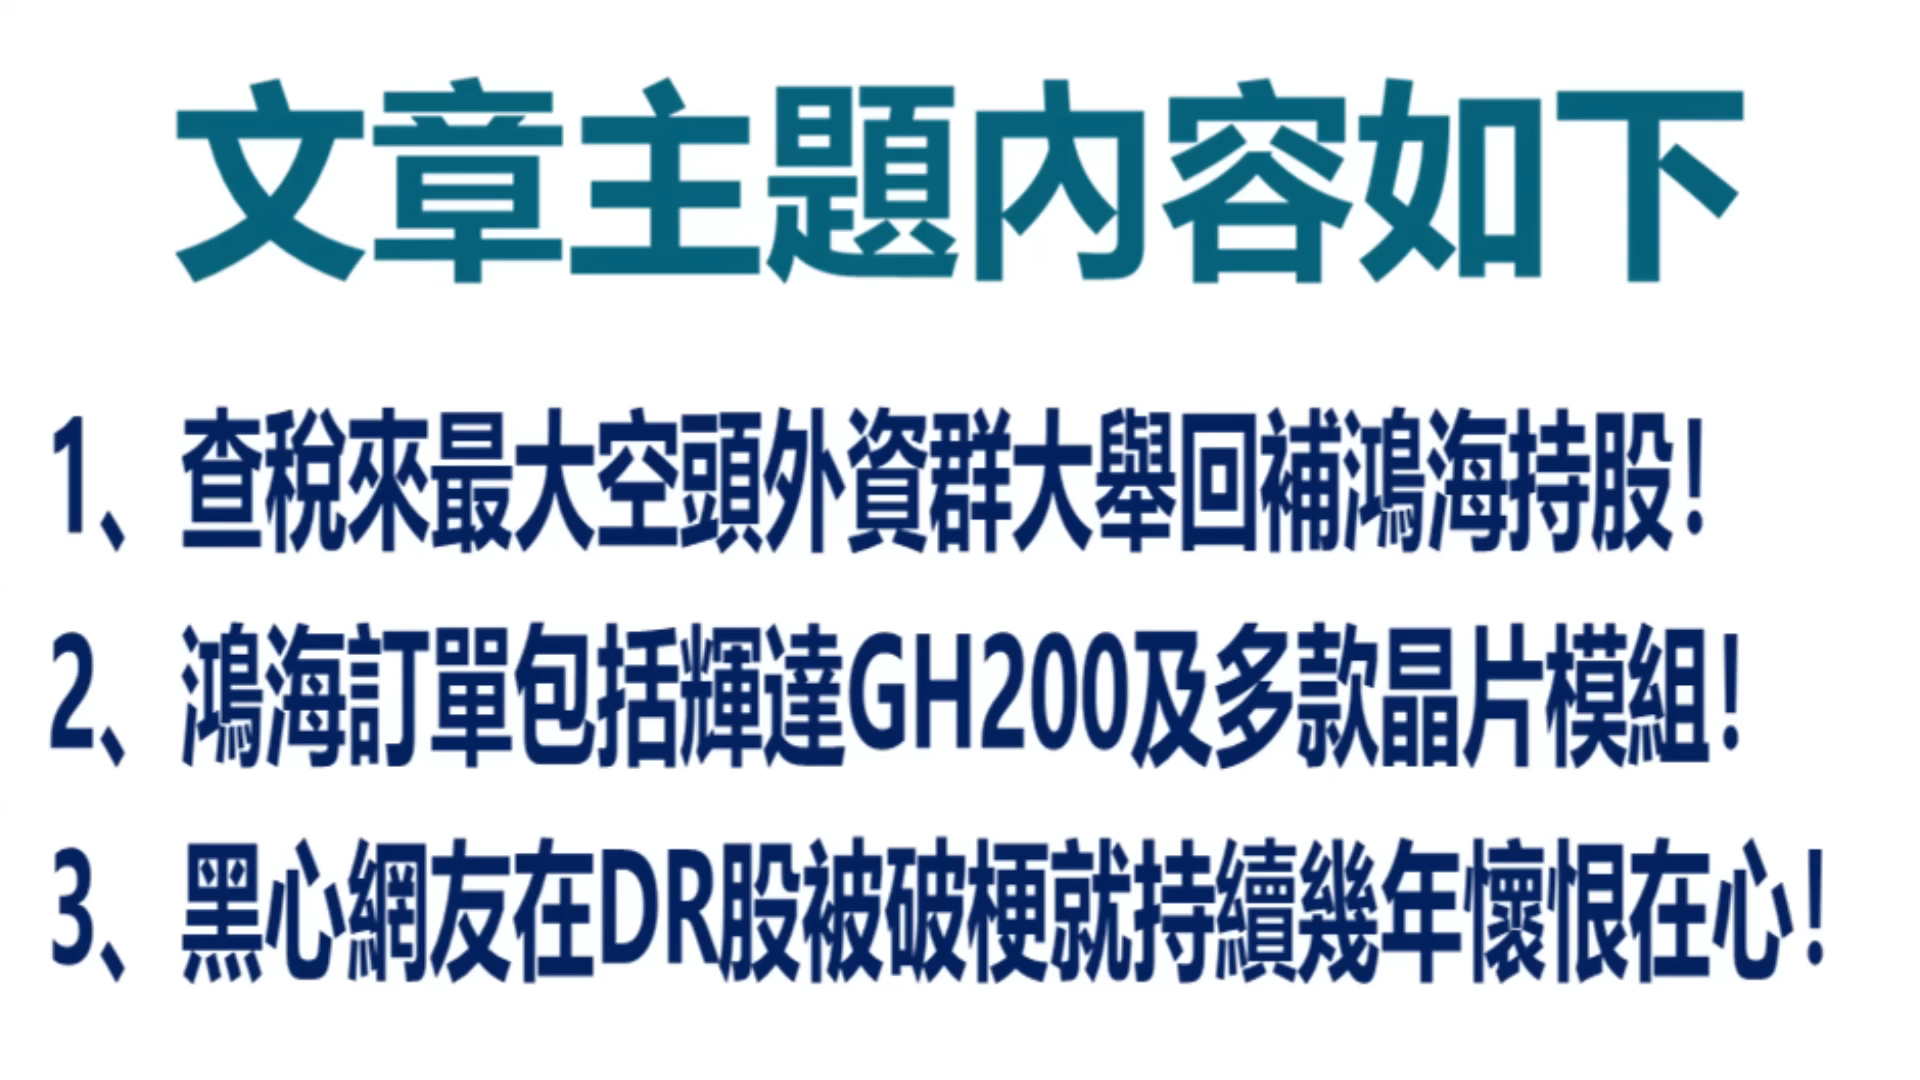 文章主題內容如下
1、查稅來最大空頭外資群大舉回補鴻海持股！
2、鴻海訂單包括輝達GH200及多款晶片模組！
3、黑心網友在DR股被破梗就持續幾年懷恨在心！